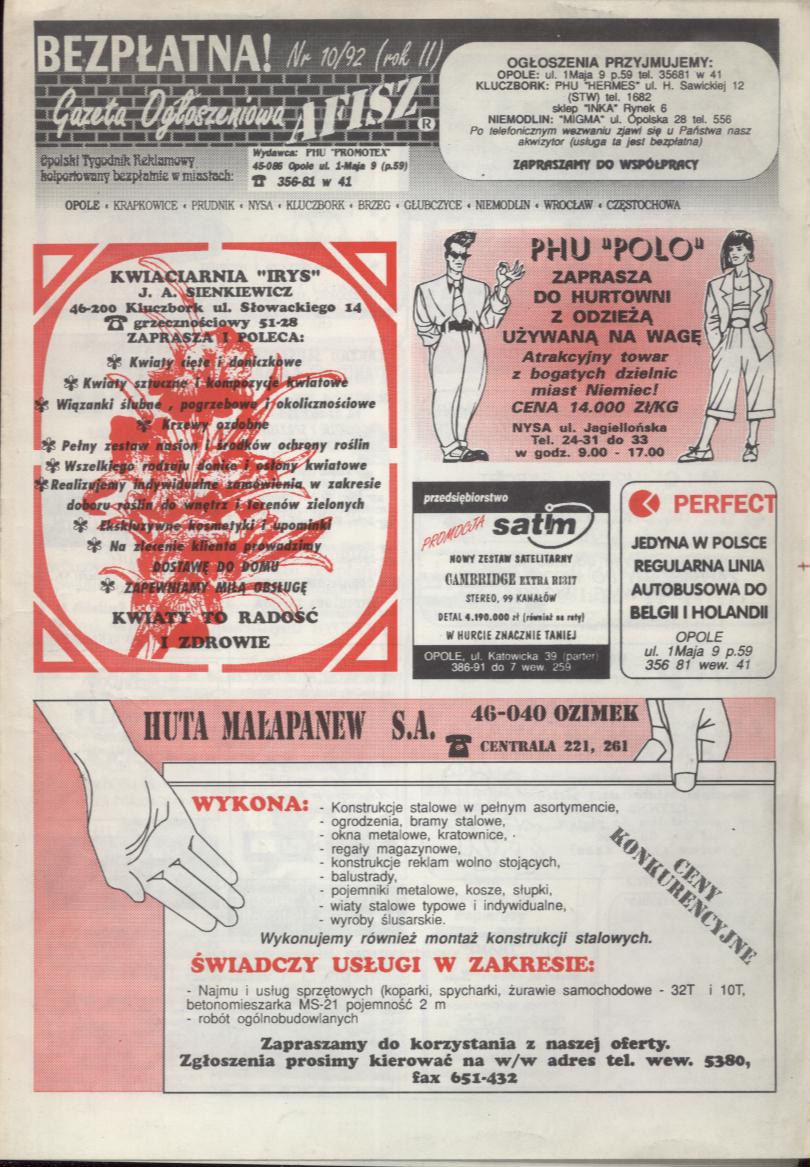 BEZPŁATNA! Nr 10/92 (rok II)
Gazeta Ogłoszeniowa AFISZ ®
Opolski Tygodnik Reklamowy
kolportowany bezpłatnie w miastach:
Wydawca: PHU "PROMOTEX"
45-086 Opole ul. 1-Maja 9 (p.59)
☎ 356-81 w 41
OGŁOSZENIA PRZYJMUJEMY:
OPOLE: ul. 1Maja 9 p.59 tel. 35681 w 41
KLUCZBORK: PHU "HERMES" ul. H. Sawickiej 12
(STW) tel. 1682
sklep "INKA" Rynek 6
NIEMODLIN: "MIGMA" ul. Opolska 28 tel. 556
Po telefonicznym wezwaniu zjawi się u Państwa nasz
akwizytor (usługa ta jest bezpłatna)
ZAPRASZAMY DO WSPÓŁPRACY
OPOLE • KRAPKOWICE • PRUDNIK • NYSA • KLUCZBORK • BRZEG • GŁUBCZYCE • NIEMODLIN • WROCŁAW • CZĘSTOCHOWA
KWIACIARNIA "IRYS"
J. A. SIENKIEWICZ
46-200 Kluczbork ul. Słowackiego 14
☎ grzecznościowy 51-28
ZAPRASZA I POLECA:
Kwiaty cięte i doniczkowe
Kwiaty sztuczne i kompozycje kwiatowe
Wiązanki ślubne , pogrzebowe i okolicznościowe
Krzewy ozdobne
Pełny zestaw nasion i środków ochrony roślin
Wszelkiego rodzaju donice i osłony kwiatowe
Realizujemy indywidualne zamówienia w zakresie
doboru roślin do wnętrz i terenów zielonych
Ekskluzywne kosmetyki i upominki
Na zlecenie klienta prowadzimy
DOSTAWĘ DO DOMU
ZAPEWNIAMY MIŁĄ OBSŁUGĘ
KWIATY TO RADOŚĆ
I ZDROWIE
PHU "POLO"
ZAPRASZA
DO HURTOWNI
Z ODZIEŻĄ
UŻYWANĄ NA WAGĘ
Atrakcyjny towar
z bogatych dzielnic
miast Niemiec!
CENA 14.000 Zł/KG
NYSA ul. Jagiellońska
Tel. 24-31 do 33
w godz. 9.00 - 17.00
przedsiębiorstwo
PROMOCJA satim
NOWY ZESTAW SATELITARNY
CAMBRIDGE EXTRA RE317
STEREO, 99 KANAŁÓW
DETAL 4.190.000 zł (również na raty)
W HURCIE ZNACZNIE TANIEJ
OPOLE, ul. Katowicka 39 (parter)
386-91 do 7 wew. 259
PERFECT
JEDYNA W POLSCE
REGULARNA LINIA
AUTOBUSOWA DO
BELGII I HOLANDII
OPOLE
ul. 1Maja 9 p.59
356 81 wew. 41
HUTA MAŁAPANEW S.A. 46-040 OZIMEK
☎ CENTRALA 221, 261
WYKONA: - Konstrukcje stalowe w pełnym asortymencie,
- ogrodzenia, bramy stalowe,
- okna metalowe, kratownice,
- regały magazynowe,
- konstrukcje reklam wolno stojących,
- balustrady,
- pojemniki metalowe, kosze, słupki,
- wiaty stalowe typowe i indywidualne,
- wyroby ślusarskie.
CENY
KONKURENCYJNE
Wykonujemy również montaż konstrukcji stalowych.
ŚWIADCZY USŁUGI W ZAKRESIE:
- Najmu i usług sprzętowych (koparki, spycharki, żurawie samochodowe - 32T i 10T,
betonomieszarka MS-21 pojemność 2 m
- robót ogólnobudowlanych
Zapraszamy do korzystania z naszej oferty.
Zgłoszenia prosimy kierować na w/w adres tel. wew. 5380,
fax 651-432